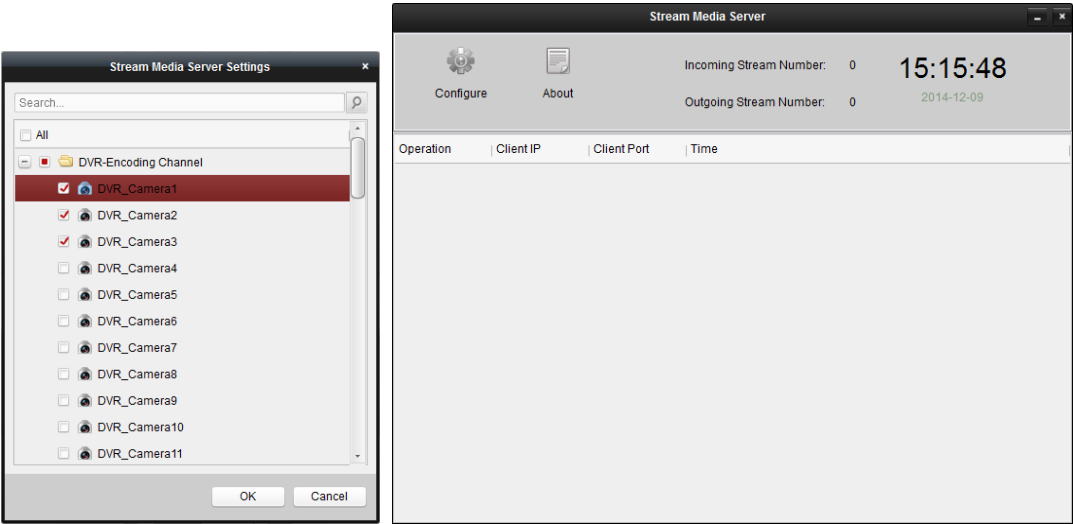 Stream Media Server Settings
Search...
All
DVR-Encoding Channel
DVR_Camera1
DVR_Camera2
DVR_Camera3
DVR_Camera4
DVR_Camera5
DVR_Camera6
DVR_Camera7
DVR_Camera8
DVR_Camera9
DVR_Camera10
DVR_Camera11
OK Cancel
Stream Media Server
Configure About
Incoming Stream Number: 0
Outgoing Stream Number: 0
15:15:48
2014-12-09
Operation Client IP Client Port Time